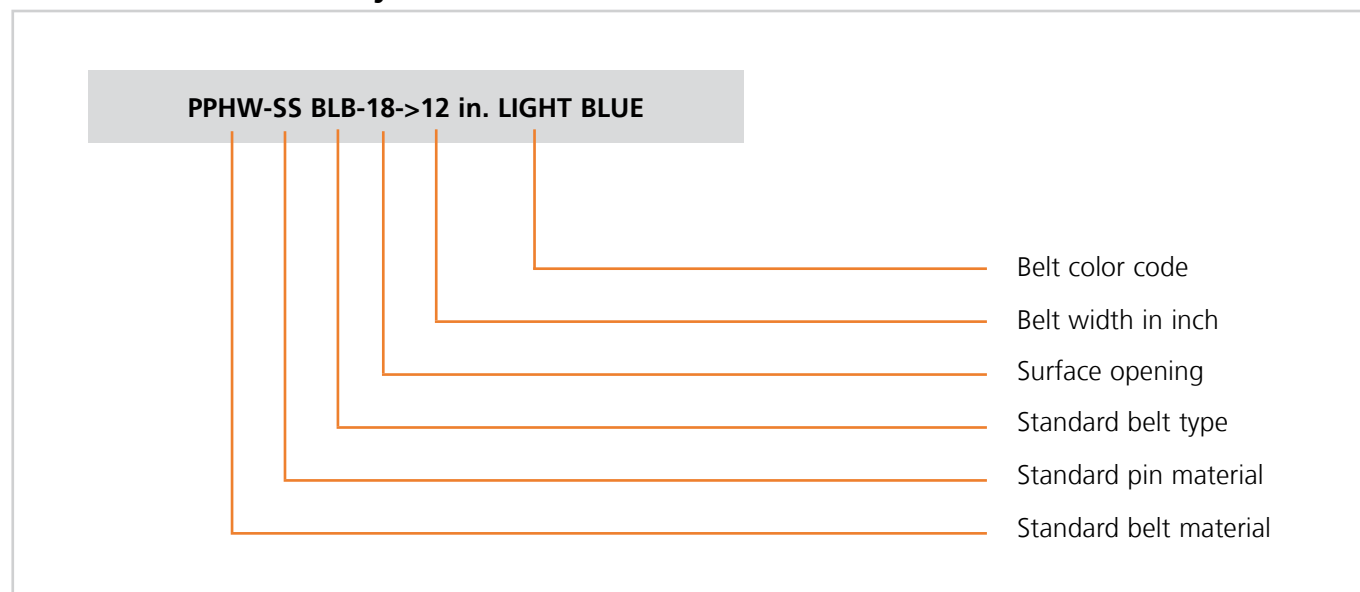 PPHW-SS BLB-18->12 in. LIGHT BLUE
Belt color code
Belt width in inch
Surface opening
Standard belt type
Standard pin material
Standard belt material